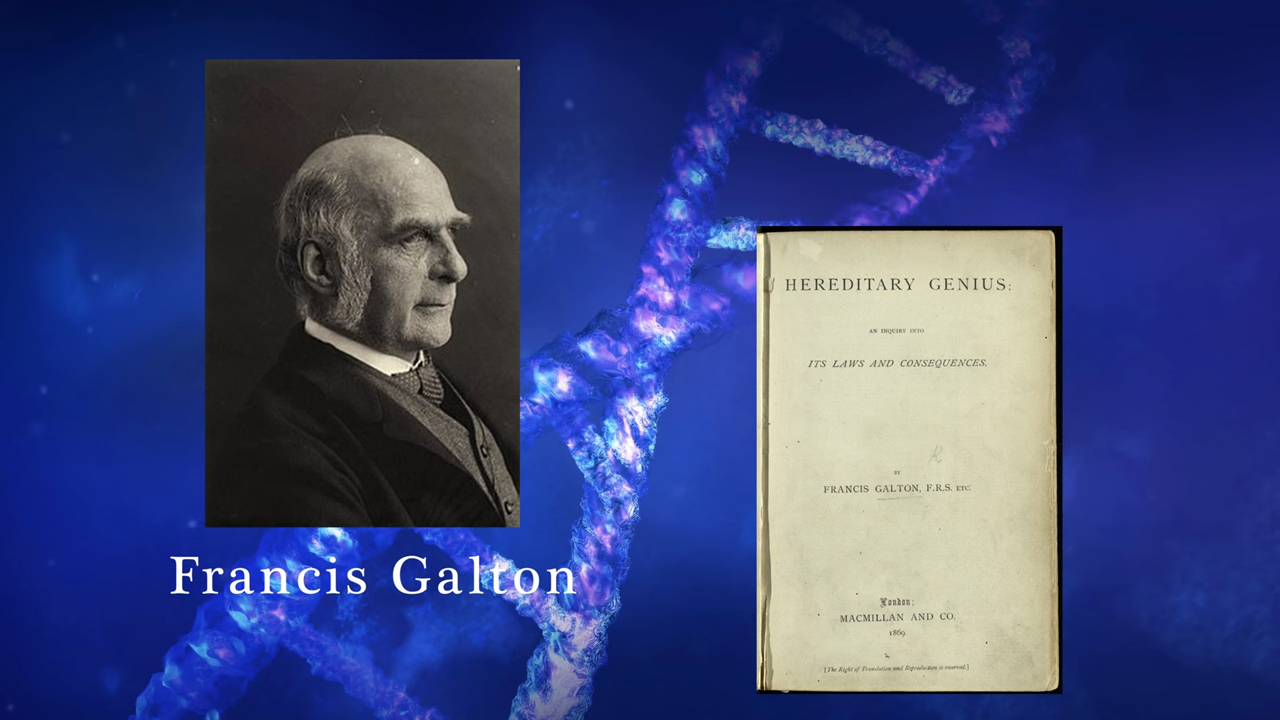 Francis Galton
HEREDITARY GENIUS:
AN INQUIRY INTO
ITS LAWS AND CONSEQUENCES.
BY
FRANCIS GALTON, F.R.S. ETC.
London:
MACMILLAN AND CO.
1869.
[The Right of Translation and Reproduction is reserved.]